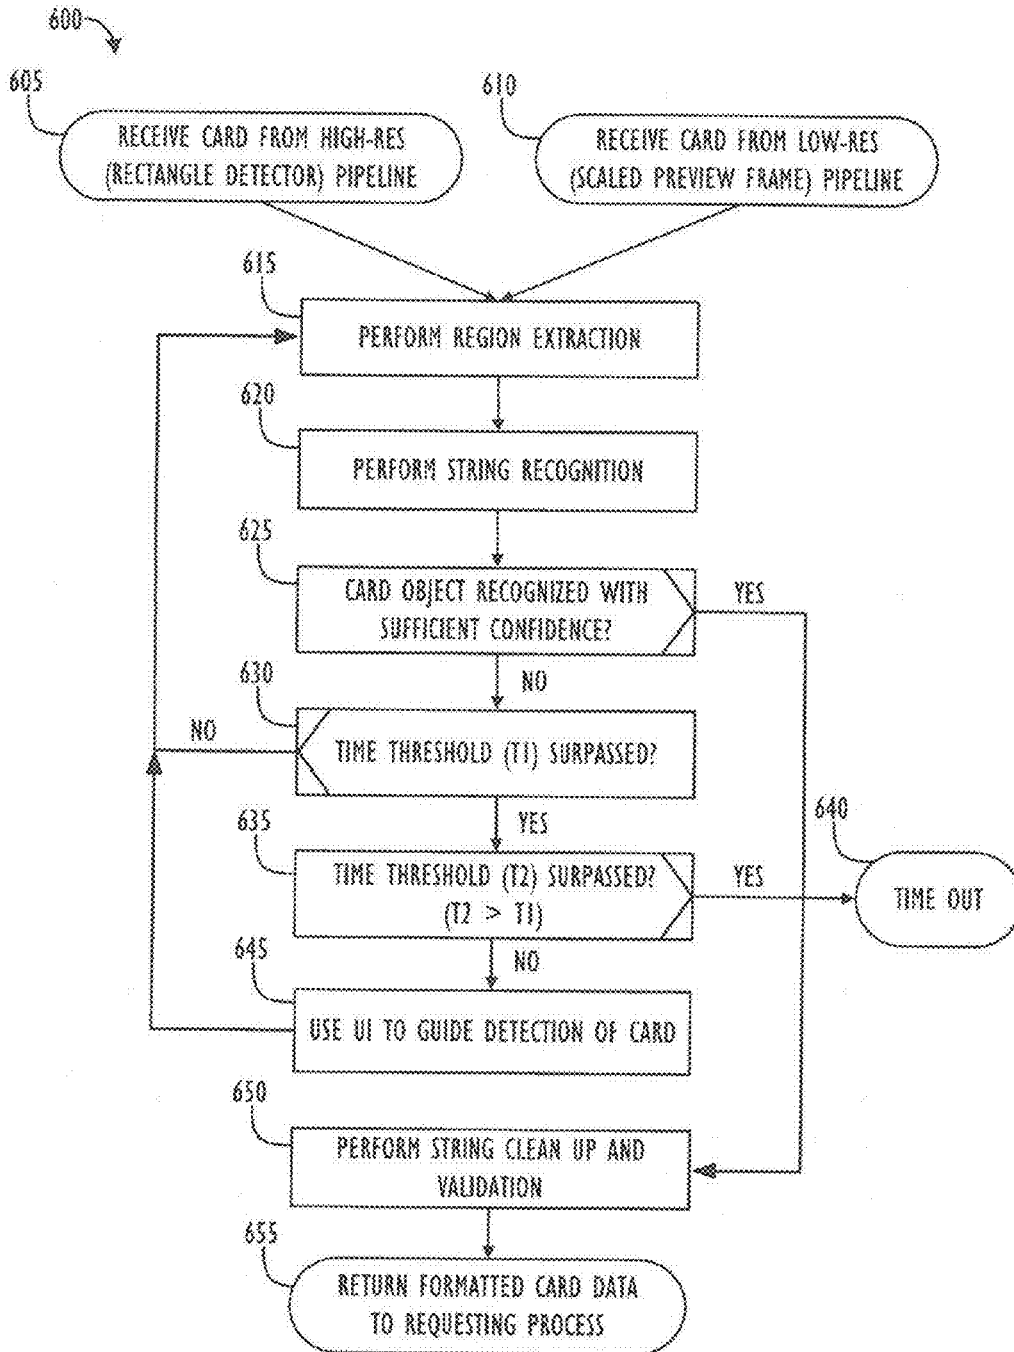 600
605
610
RECEIVE CARD FROM HIGH-RES
(RECTANGLE DETECTOR) PIPELINE
RECEIVE CARD FROM LOW-RES
(SCALED PREVIEW FRAME) PIPELINE
615
PERFORM REGION EXTRACTION
620
PERFORM STRING RECOGNITION
625
CARD OBJECT RECOGNIZED WITH
SUFFICIENT CONFIDENCE?
YES
NO
630
NO
TIME THRESHOLD (T1) SURPASSED?
YES
635
640
TIME THRESHOLD (T2) SURPASSED?
(T2 > T1)
YES
TIME OUT
NO
645
USE UI TO GUIDE DETECTION OF CARD
650
PERFORM STRING CLEAN UP AND
VALIDATION
655
RETURN FORMATTED CARD DATA
TO REQUESTING PROCESS